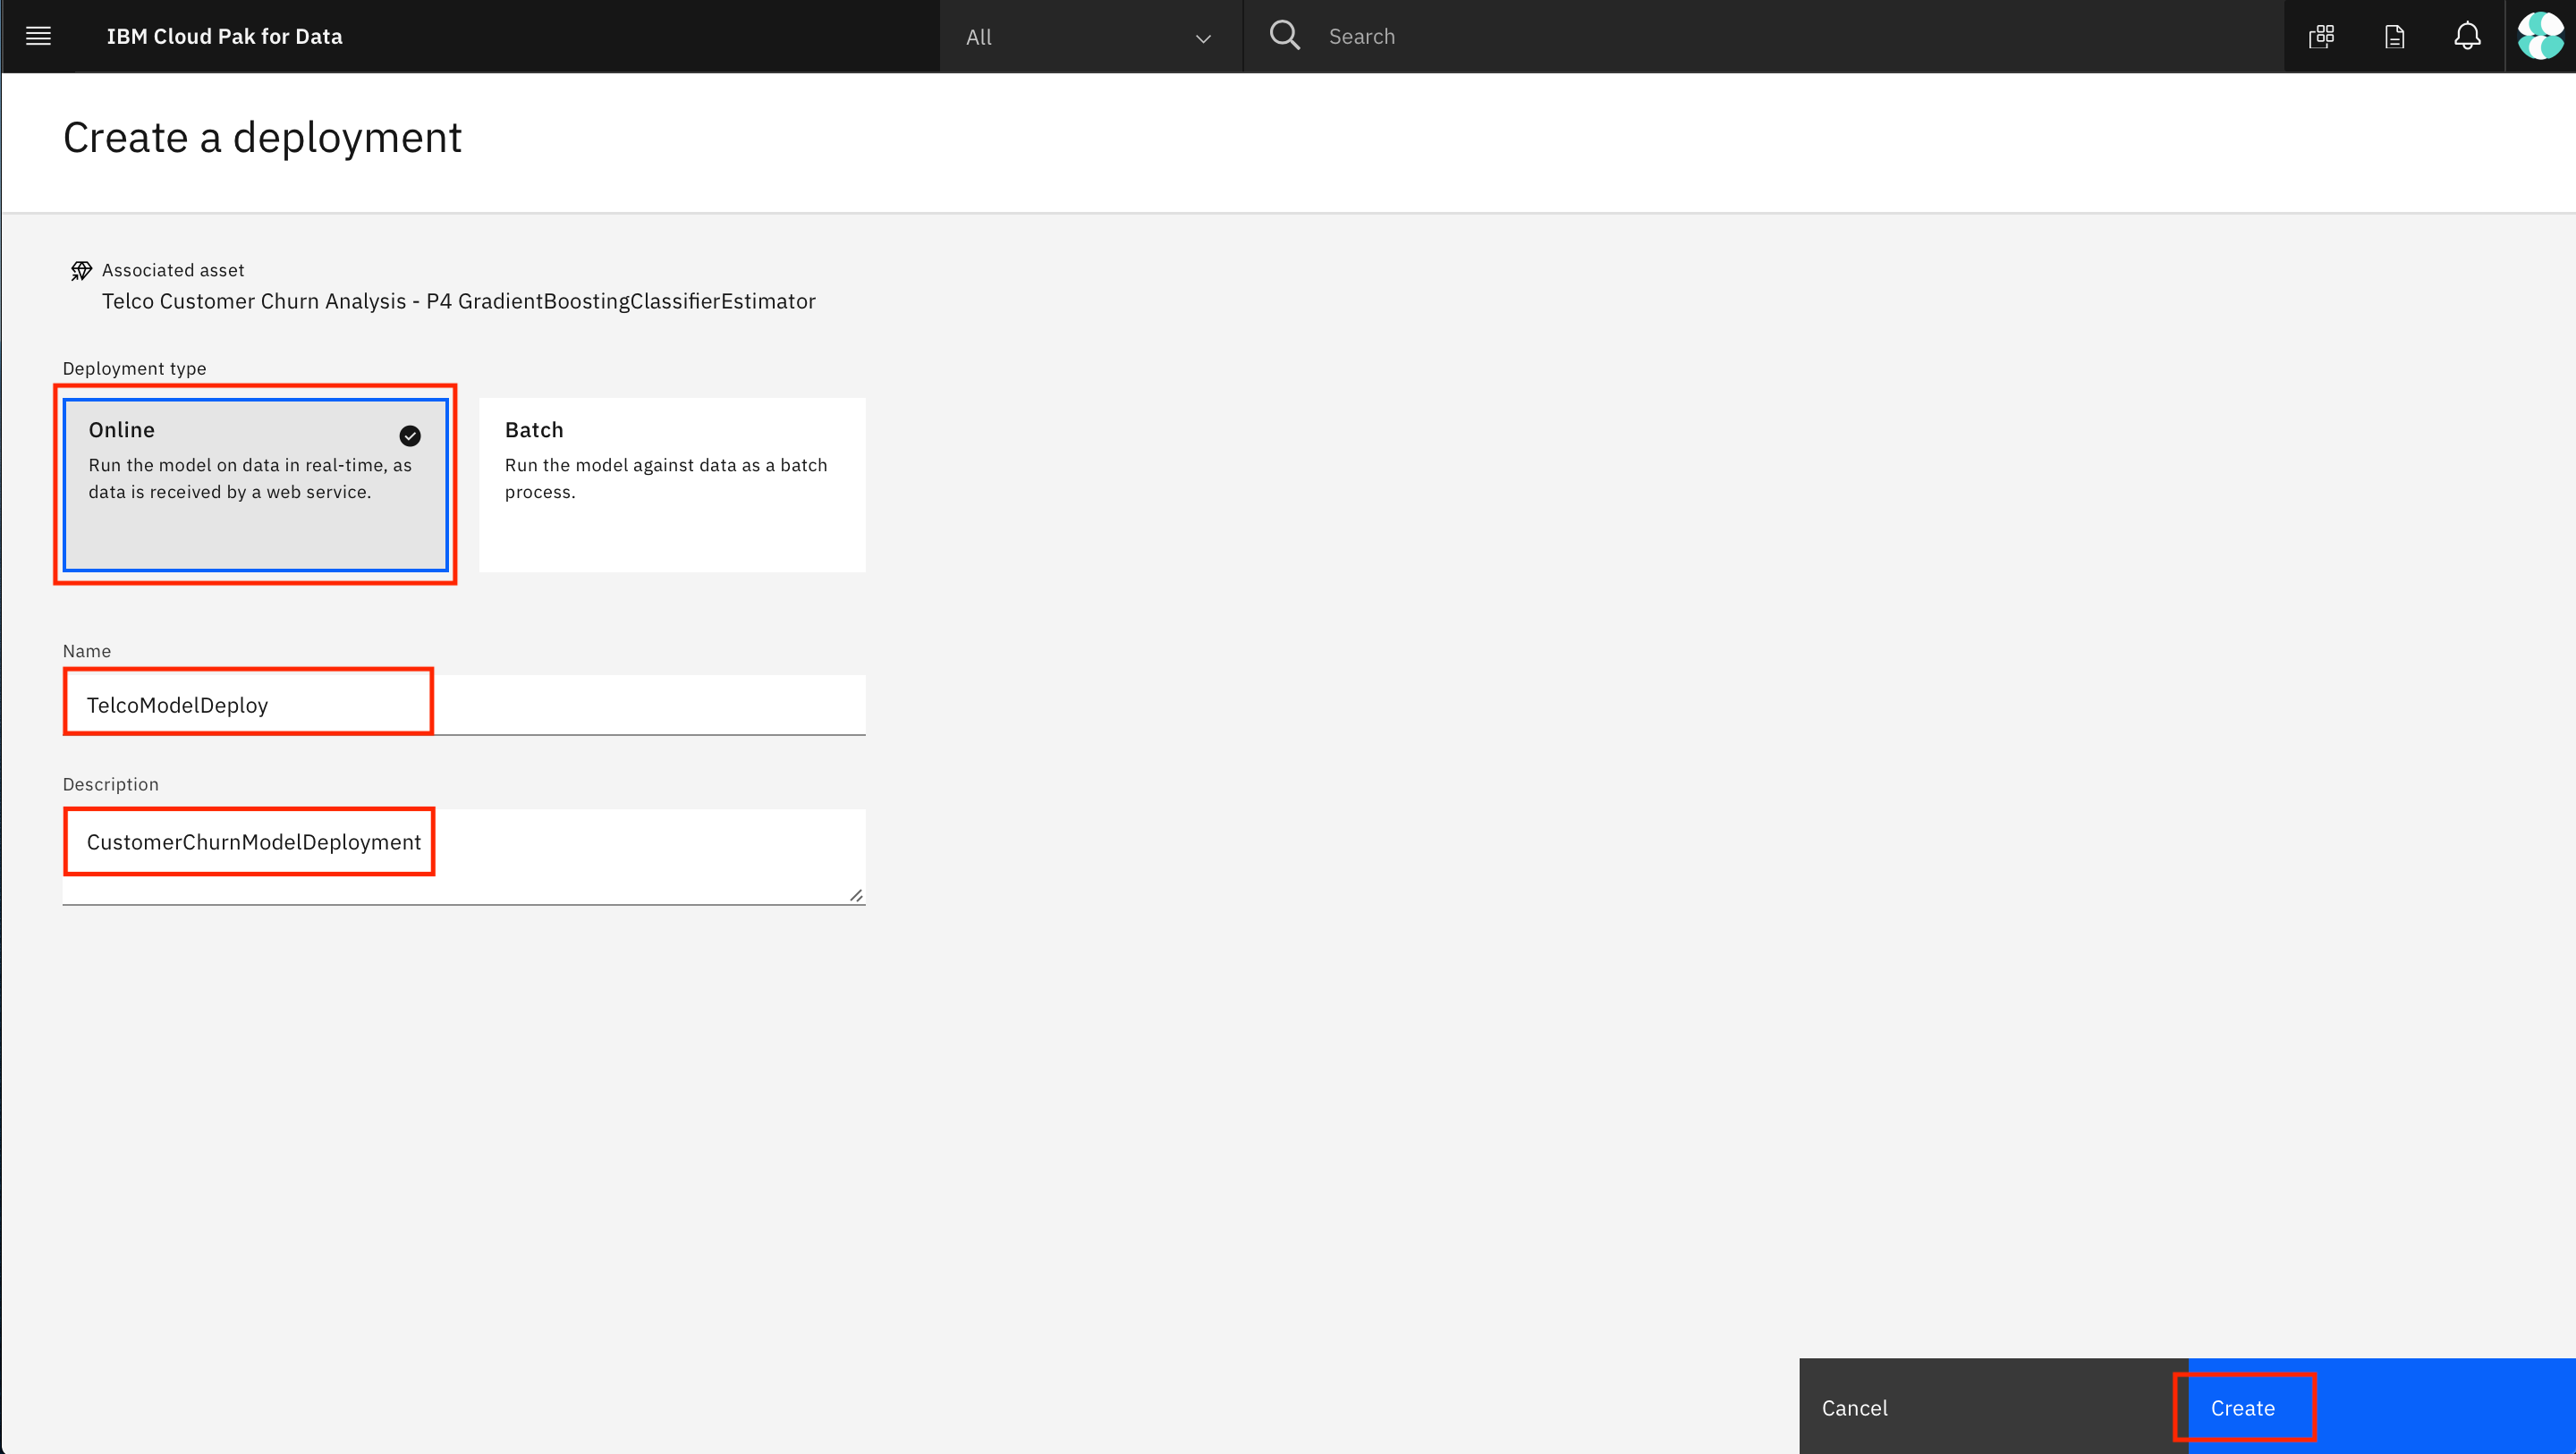 IBM Cloud Pak for Data
All
Search
Create a deployment
Associated asset
Telco Customer Churn Analysis - P4 GradientBoostingClassifierEstimator
Deployment type
Online
Run the model on data in real-time, as
data is received by a web service.
Batch
Run the model against data as a batch
process.
Name
TelcoModelDeploy
Description
CustomerChurnModelDeployment
Cancel
Create